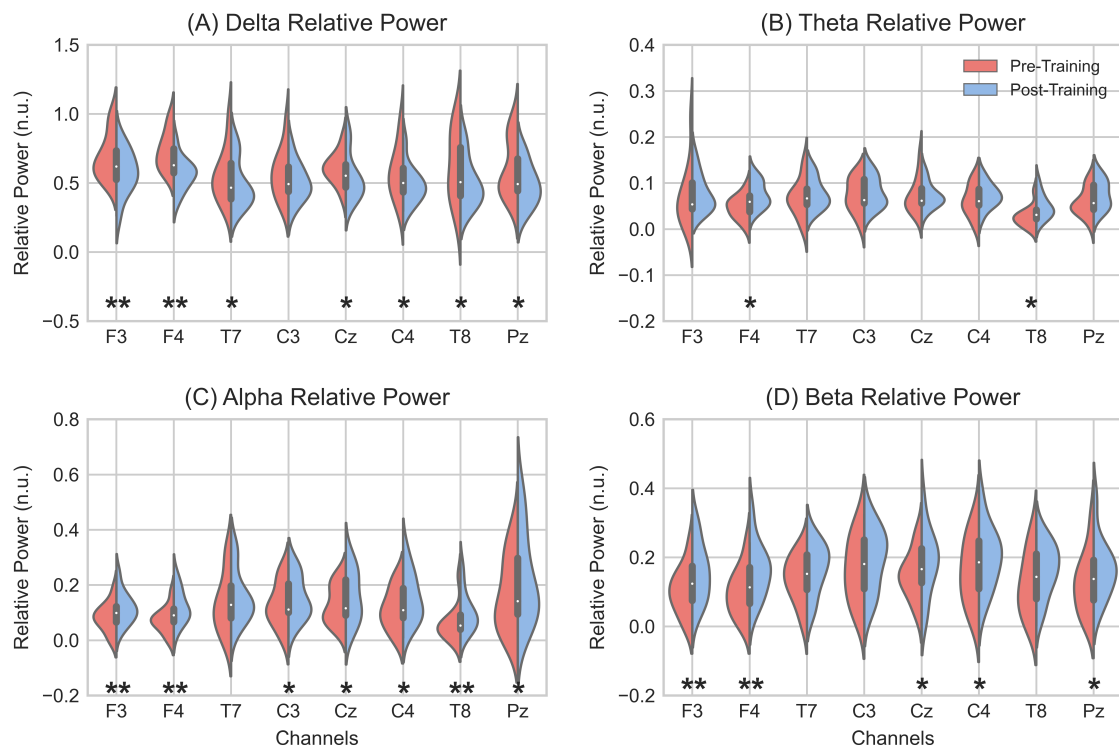 (A) Delta Relative Power
Relative Power (n.u.)
1.5
1.0
0.5
0.0
−0.5
** ** * * * * *
F3 F4 T7 C3 Cz C4 T8 Pz
(B) Theta Relative Power
Relative Power (n.u.)
Pre-Training
Post-Training
0.4
0.3
0.2
0.1
0.0
−0.1
−0.2
* *
F3 F4 T7 C3 Cz C4 T8 Pz
(C) Alpha Relative Power
Relative Power (n.u.)
0.8
0.6
0.4
0.2
0.0
−0.2
** ** * * * ** *
F3 F4 T7 C3 Cz C4 T8 Pz
Channels
(D) Beta Relative Power
Relative Power (n.u.)
0.6
0.4
0.2
0.0
−0.2
** ** * * *
F3 F4 T7 C3 Cz C4 T8 Pz
Channels